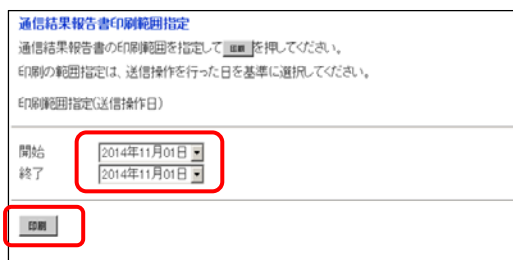 通信結果報告書印刷範囲指定
通信結果報告書の印刷範囲を指定して 印刷 を押してください。
印刷の範囲指定は、送信操作を行った日を基準に選択してください。
印刷範囲指定(送信操作日)
開始 2014年11月01日
終了 2014年11月01日
印刷